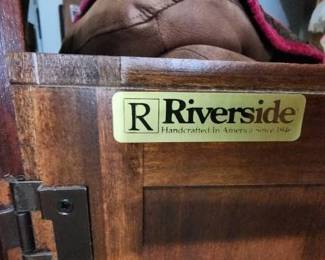 R Riverside
Handcrafted In America Since 1946